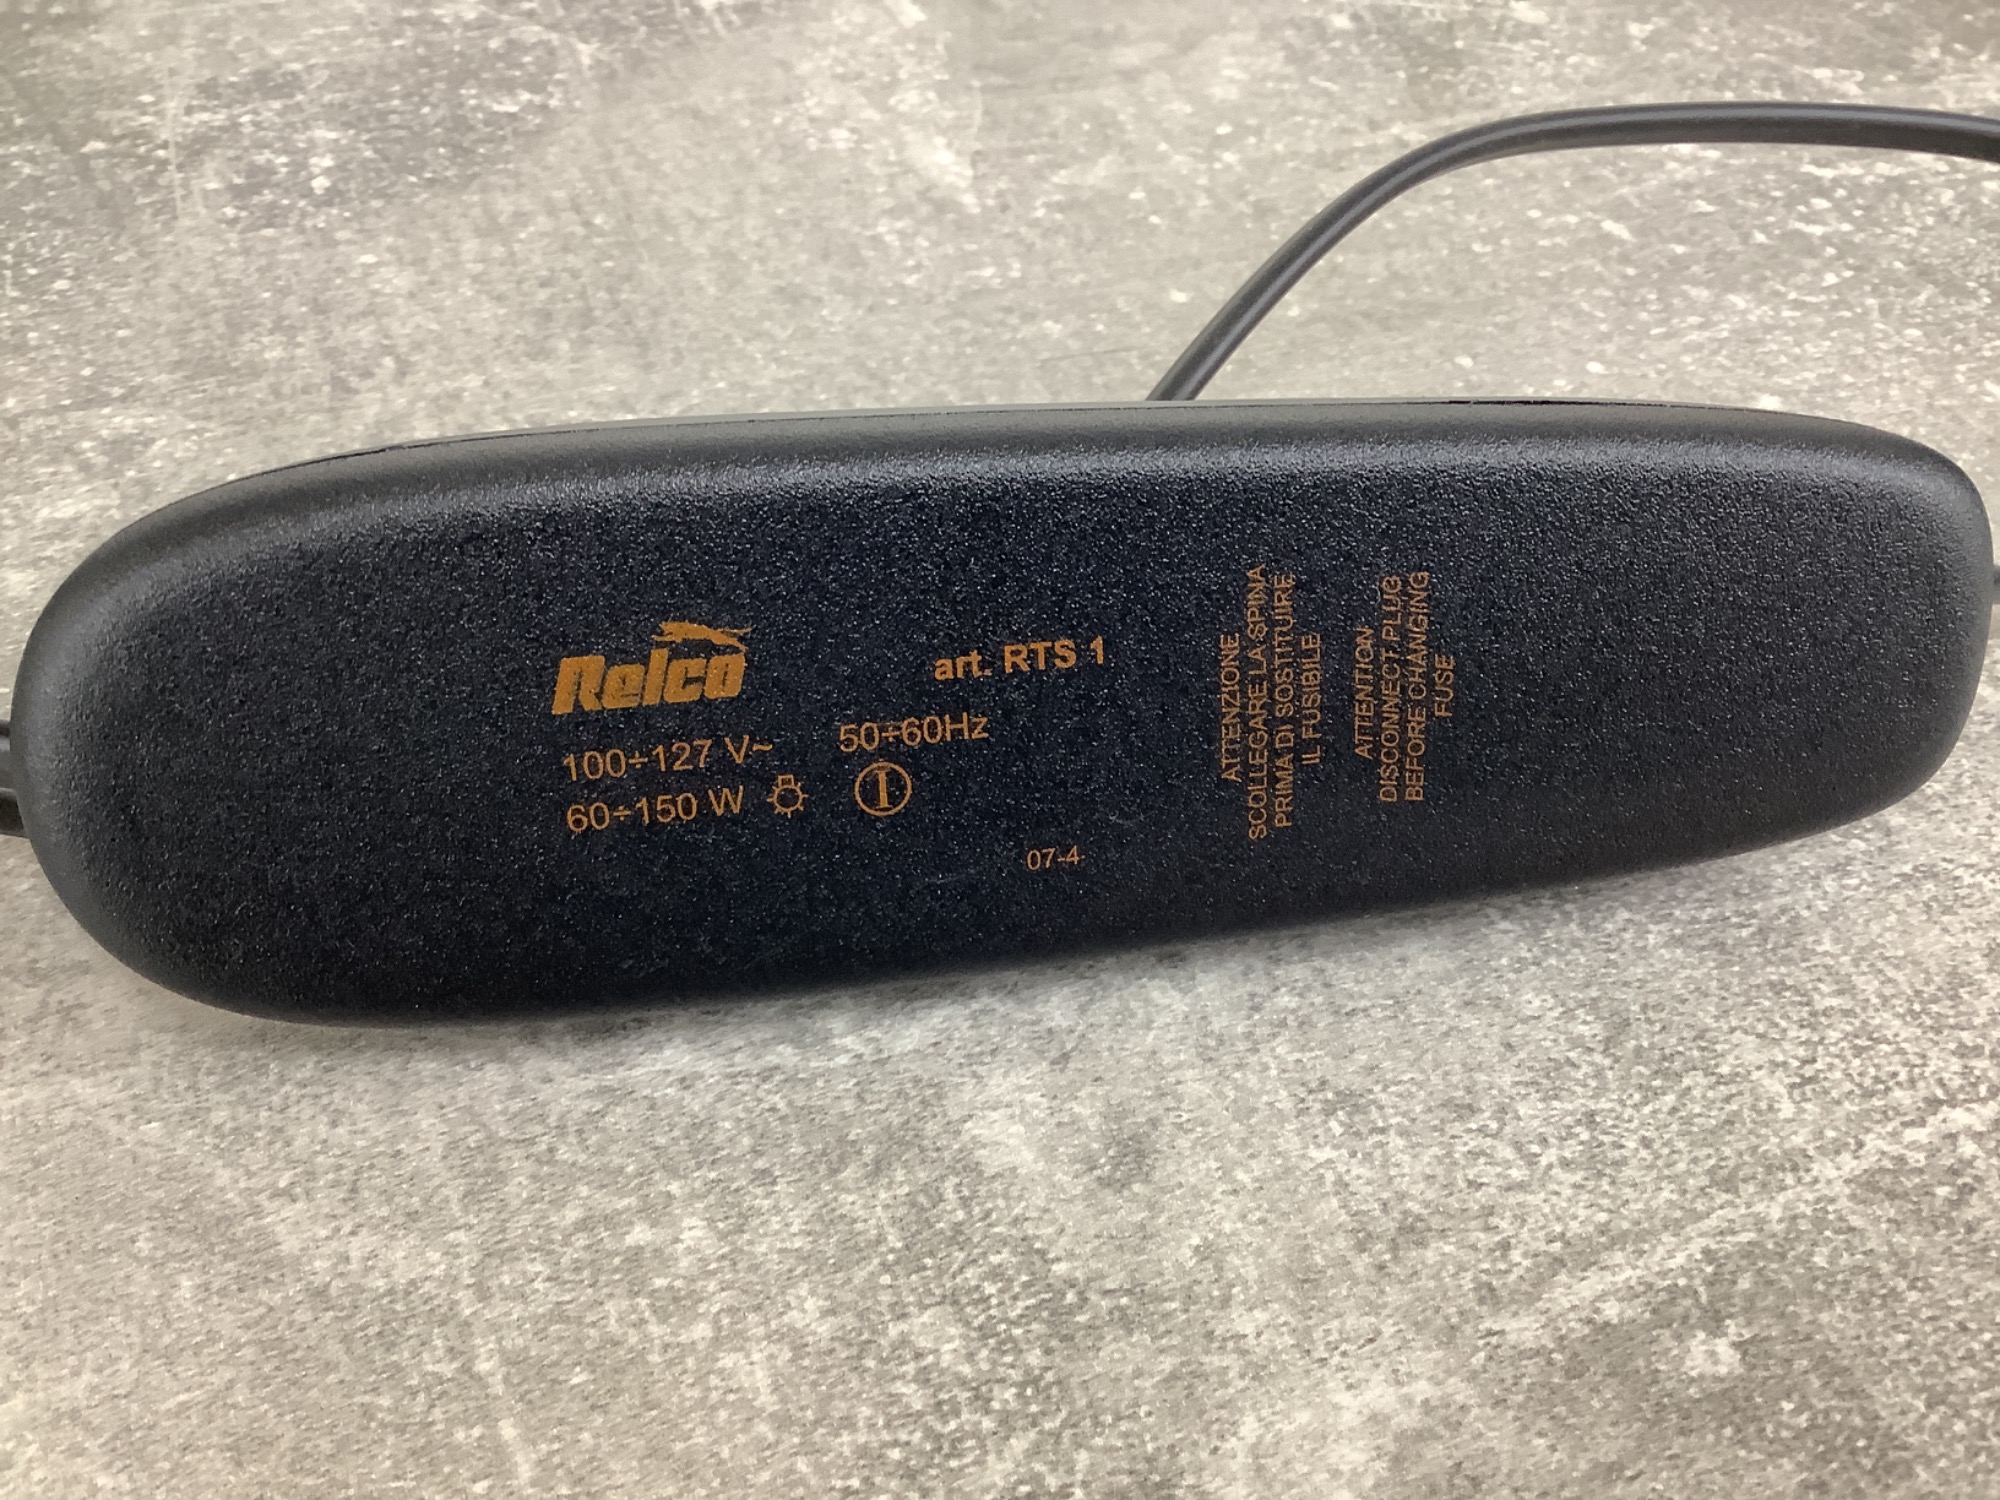 Relco
art. RTS 1
100÷127 V~
50÷60Hz
60÷150 W
07-4
ATTENZIONE
SCOLLEGARE LA SPINA
PRIMA DI SOSTITUIRE
IL FUSIBILE
ATTENTION
DISCONNECT PLUG
BEFORE CHANGING
FUSE